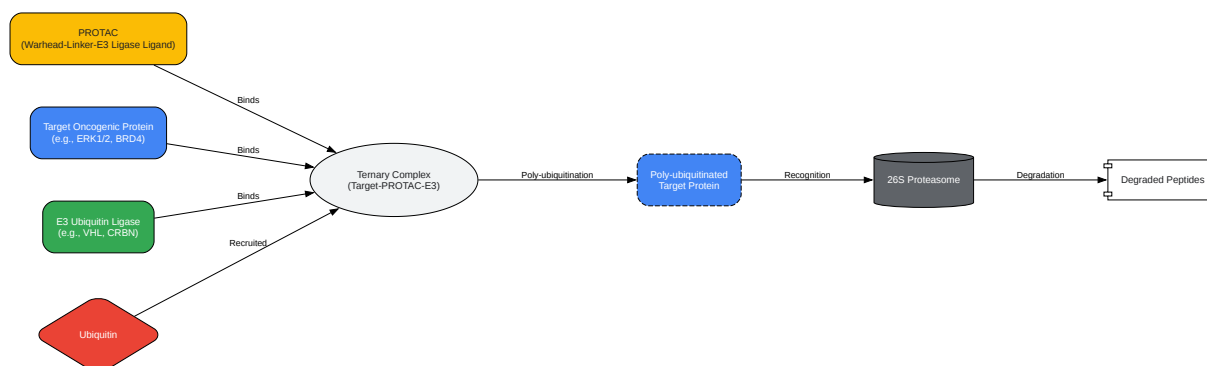 PROTAC
(Warhead-Linker-E3 Ligase Ligand)
Binds
Target Oncogenic Protein
(e.g., ERK1/2, BRD4)
Binds
E3 Ubiquitin Ligase
(e.g., VHL, CRBN)
Binds
Ubiquitin
Recruited
Ternary Complex
(Target-PROTAC-E3)
Poly-ubiquitination
Poly-ubiquitinated
Target Protein
Recognition
26S Proteasome
Degradation
Degraded Peptides